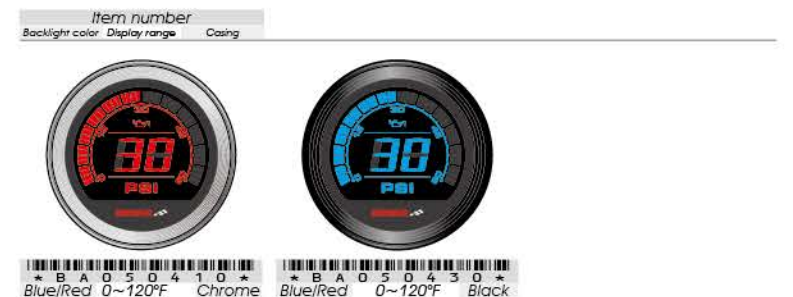 Item number
Backlight color Display range Casing
30
PSI
30
PSI
* B A 0 5 0 4 1 0 * * B A 0 5 0 4 3 0 *
Blue/Red 0~120°F Chrome Blue/Red 0~120°F Black